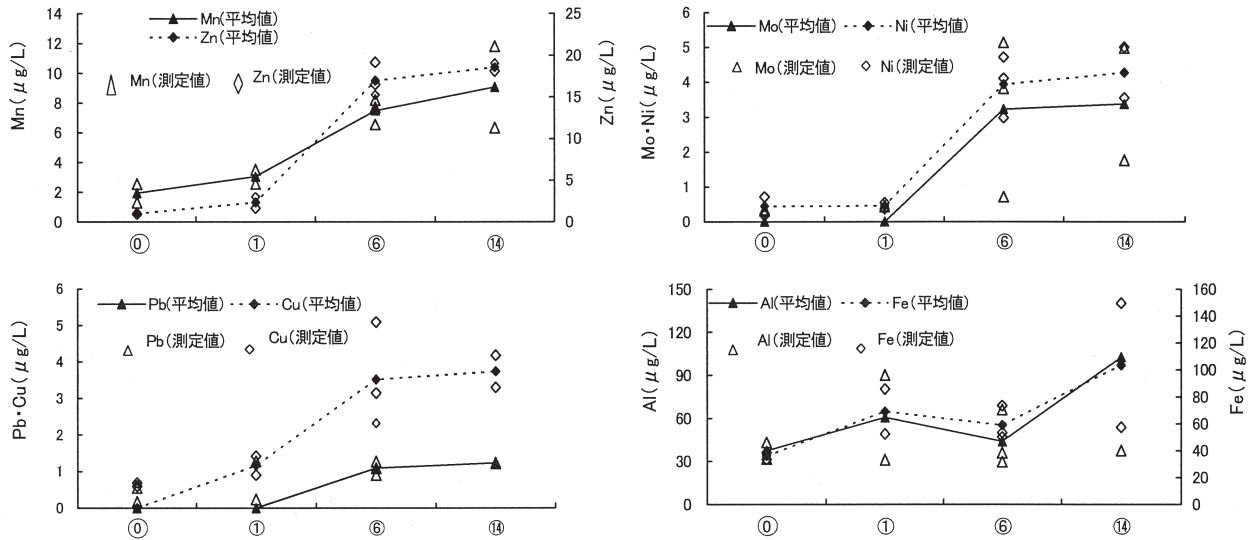 Mn(平均値)
Zn(平均値)
Mn(測定値)
Zn(測定値)
Mn(μg/L)
14
12
10
8
6
4
2
0
Zn(μg/L)
25
20
15
10
5
0
⓪
①
⑥
⑭
Mo(平均値)
Ni(平均値)
Mo(測定値)
Ni(測定値)
Mo・Ni(μg/L)
6
5
4
3
2
1
0
⓪
①
⑥
⑭
Pb(平均値)
Cu(平均値)
Pb(測定値)
Cu(測定値)
Pb・Cu(μg/L)
6
5
4
3
2
1
0
⓪
①
⑥
⑭
Al(平均値)
Fe(平均値)
Al(測定値)
Fe(測定値)
Al(μg/L)
150
120
90
60
30
0
Fe(μg/L)
160
140
120
100
80
60
40
20
0
⓪
①
⑥
⑭